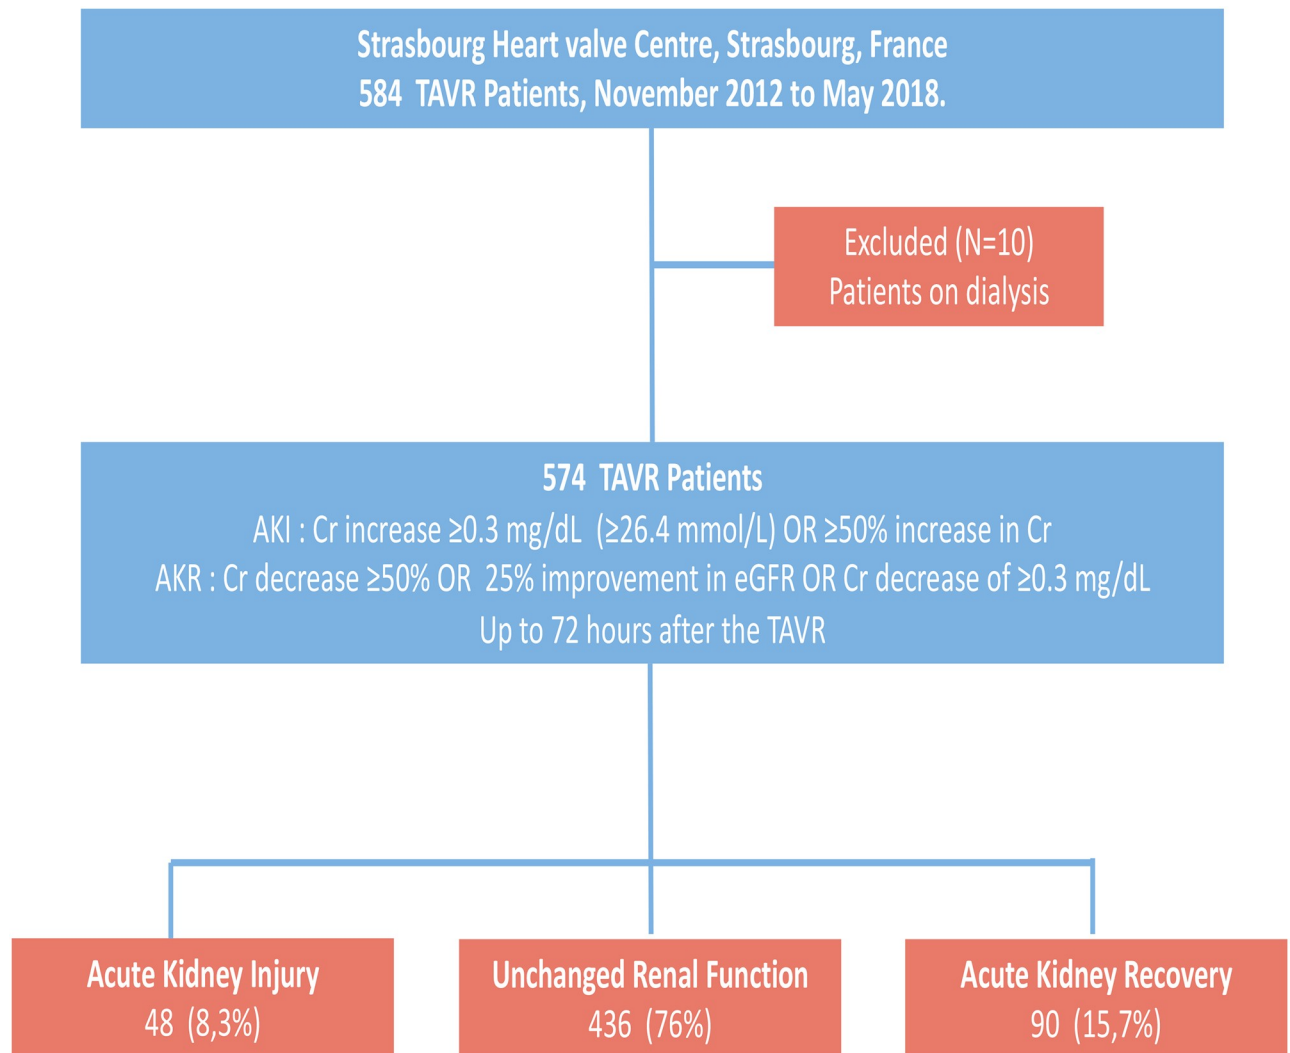 Strasbourg Heart valve Centre, Strasbourg, France
584 TAVR Patients, November 2012 to May 2018.
Excluded (N=10)
Patients on dialysis
574 TAVR Patients
AKI : Cr increase ≥0.3 mg/dL (≥26.4 mmol/L) OR ≥50% increase in Cr
AKR : Cr decrease ≥50% OR 25% improvement in eGFR OR Cr decrease of ≥0.3 mg/dL
Up to 72 hours after the TAVR
Acute Kidney Injury
48 (8,3%)
Unchanged Renal Function
436 (76%)
Acute Kidney Recovery
90 (15,7%)